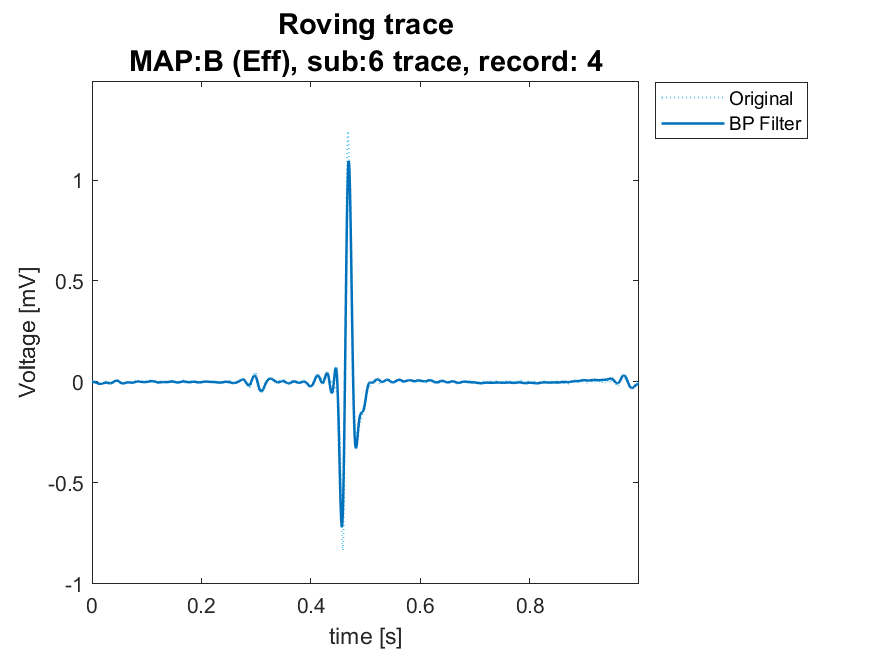 Roving trace
MAP:B (Eff), sub:6 trace, record: 4
Original
BP Filter
1
0.5
0
-0.5
-1
Voltage [mV]
0 0.2 0.4 0.6 0.8
time [s]